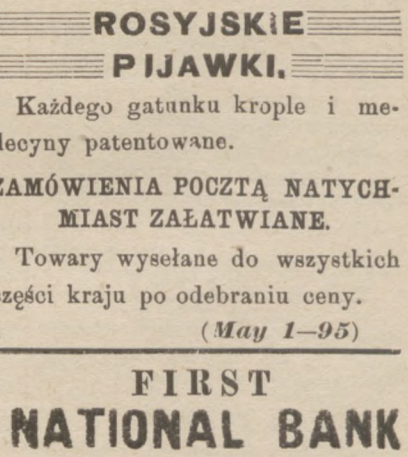 ROSYJSKIE
PIJAWKI.
Każdego gatunku krople i me-
decyny patentowane.
ZAMÓWIENIA POCZTĄ NATYCH-
MIAST ZAŁATWIANE.
Towary wysełane do wszystkich
części kraju po odebraniu ceny.
(May 1—95)
FIRST
NATIONAL BANK